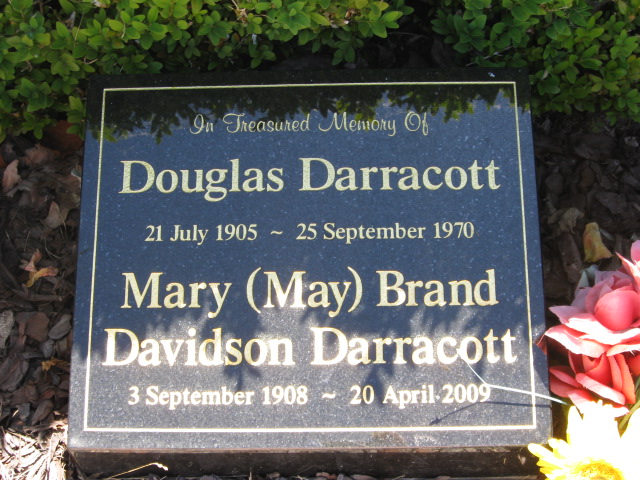 In Treasured Memory Of
Douglas Darracott
21 July 1905 ~ 25 September 1970
Mary (May) Brand
Davidson Darracott
3 September 1908 ~ 20 April 2009